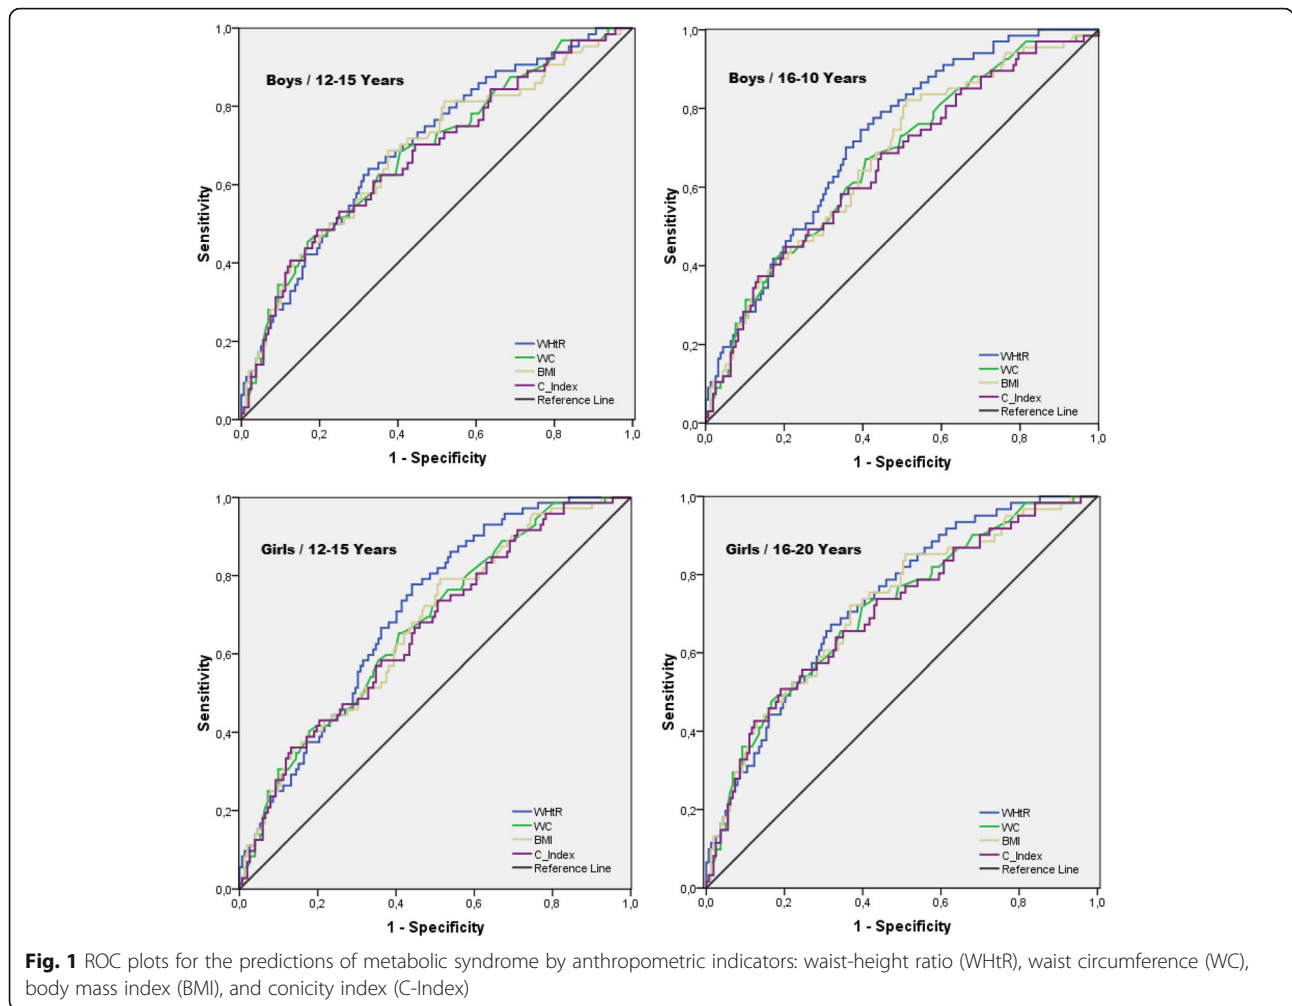 1,0
0,8
0,6
0,4
0,2
0,0
Sensitivity
Boys / 12-15 Years
WHtR
WC
BMI
C_Index
Reference Line
0,0 0,2 0,4 0,6 0,8 1,0
1 - Specificity
1,0
0,8
0,6
0,4
0,2
0,0
Sensitivity
Boys / 16-10 Years
WHtR
WC
BMI
C_Index
Reference Line
0,0 0,2 0,4 0,6 0,8 1,0
1 - Specificity
1,0
0,8
0,6
0,4
0,2
0,0
Sensitivity
Girls / 12-15 Years
WHtR
WC
BMI
C_Index
Reference Line
0,0 0,2 0,4 0,6 0,8 1,0
1 - Specificity
1,0
0,8
0,6
0,4
0,2
0,0
Sensitivity
Girls / 16-20 Years
WHtR
WC
BMI
C_Index
Reference Line
0,0 0,2 0,4 0,6 0,8 1,0
1 - Specificity
Fig. 1 ROC plots for the predictions of metabolic syndrome by anthropometric indicators: waist-height ratio (WHtR), waist circumference (WC),
body mass index (BMI), and conicity index (C-Index)